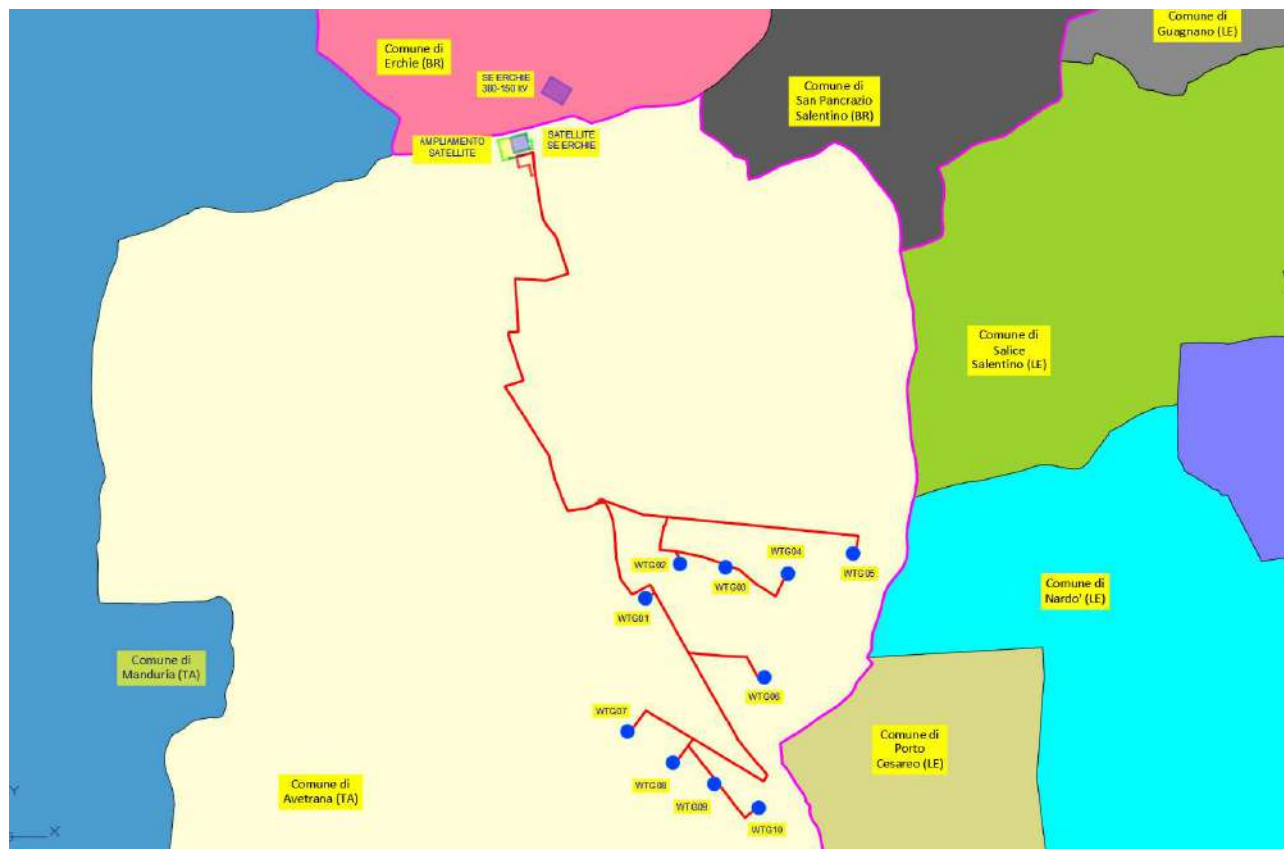 Comune di
Guagnano (LE)
Comune di
Erchie (BR)
SE ERCHIE
380-150 kV
Comune di
San Pancrazio
Salentino (BR)
AMPLIAMENTO
SATELLITE
SATELLITE
SE ERCHIE
Comune di
Salice
Salentino (LE)
WTG02
WTG03
WTG04
WTG05
Comune di
Nardo' (LE)
WTG01
Comune di
Manduria (TA)
WTG06
WTG07
Comune di
Porto
Cesareo (LE)
WTG08
WTG09
WTG10
Comune di
Avetrana (TA)
Y
X